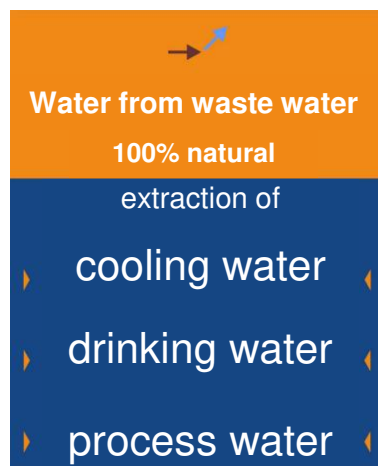 Water from waste water
100% natural
extraction of
cooling water
drinking water
process water